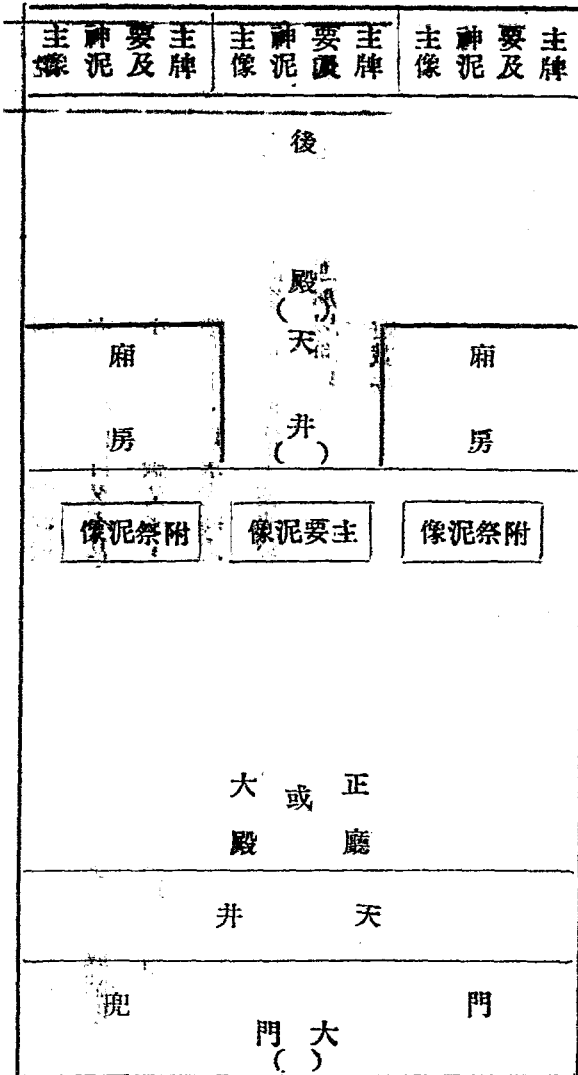 主要神主
牌及泥像
主要神主
牌及泥像
主要神主
牌及泥像
後殿( )
廂房
天井( )
廂房
附祭泥像
主要泥像
附祭泥像
正廳
或
大殿
天井
門兜
大門( )